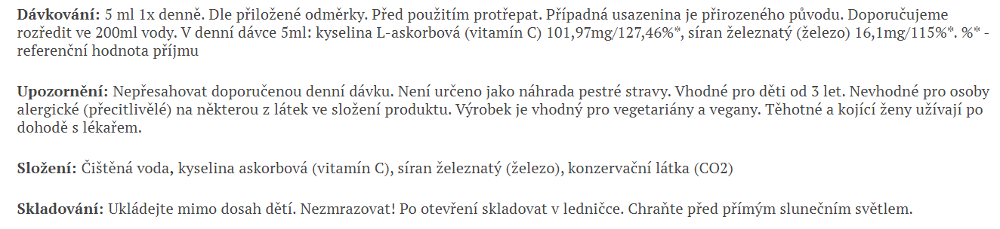 Dávkování: 5 ml 1x denně. Dle přiložené odměrky. Před použitím protřepat. Případná usazenina je přirozeného původu. Doporučujeme
rozředit ve 200ml vody. V denní dávce 5ml: kyselina L-askorbová (vitamín C) 101,97mg/127,46%*, síran železnatý (železo) 16,1mg/115%*. %* -
referenční hodnota příjmu
Upozornění: Nepřesahovat doporučenou denní dávku. Není určeno jako náhrada pestré stravy. Vhodné pro děti od 3 let. Nevhodné pro osoby
alergické (přecitlivělé) na některou z látek ve složení produktu. Výrobek je vhodný pro vegetariány a vegany. Těhotné a kojící ženy užívají po
dohodě s lékařem.
Složení: Čištěná voda, kyselina askorbová (vitamín C), síran železnatý (železo), konzervační látka (CO2)
Skladování: Ukládejte mimo dosah dětí. Nezmrazovat! Po otevření skladovat v ledničce. Chraňte před přímým slunečním světlem.